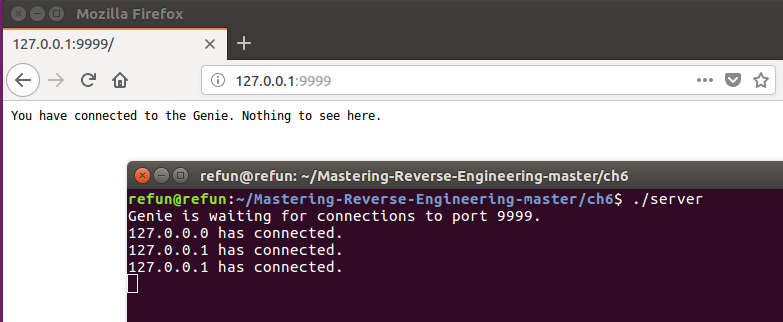 Mozilla Firefox
127.0.0.1:9999/
127.0.0.1:9999
You have connected to the Genie. Nothing to see here.
refun@refun: ~/Mastering-Reverse-Engineering-master/ch6
refun@refun:~/Mastering-Reverse-Engineering-master/ch6$ ./server
Genie is waiting for connections to port 9999.
127.0.0.0 has connected.
127.0.0.1 has connected.
127.0.0.1 has connected.